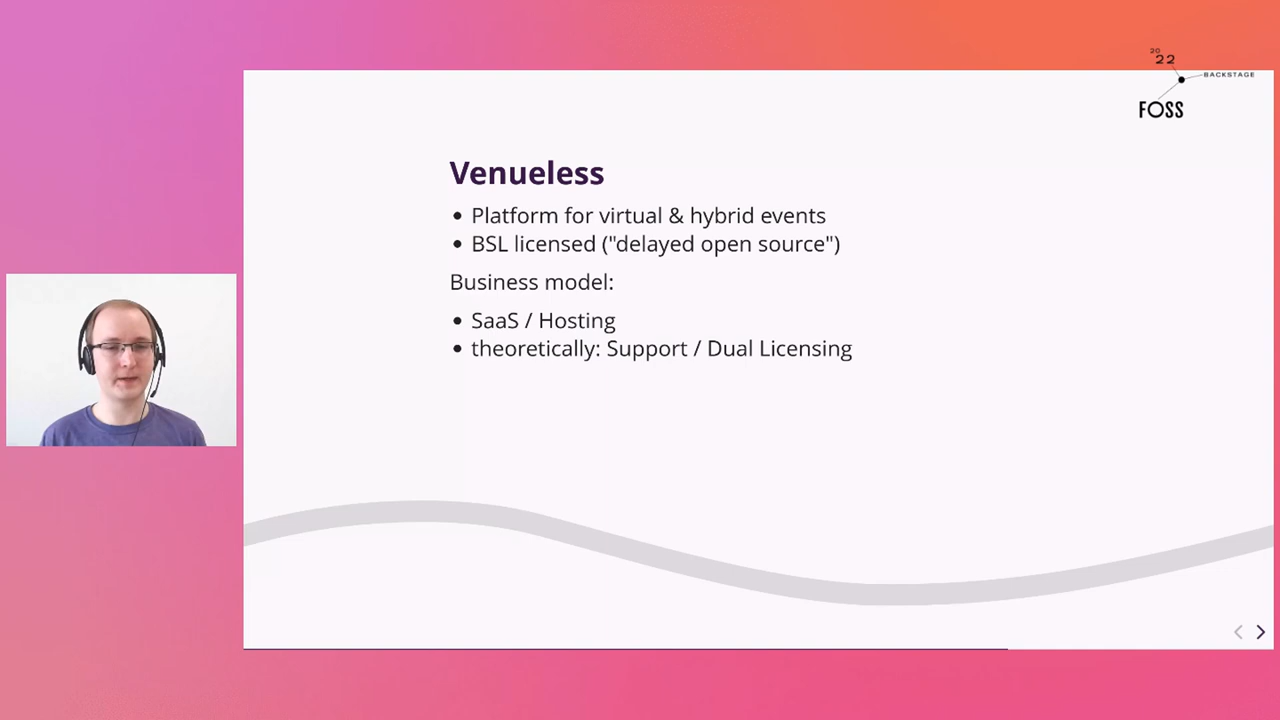 20
22
BACKSTAGE
FOSS
Venueless
• Platform for virtual & hybrid events
• BSL licensed ("delayed open source")
Business model:
• SaaS / Hosting
• theoretically: Support / Dual Licensing